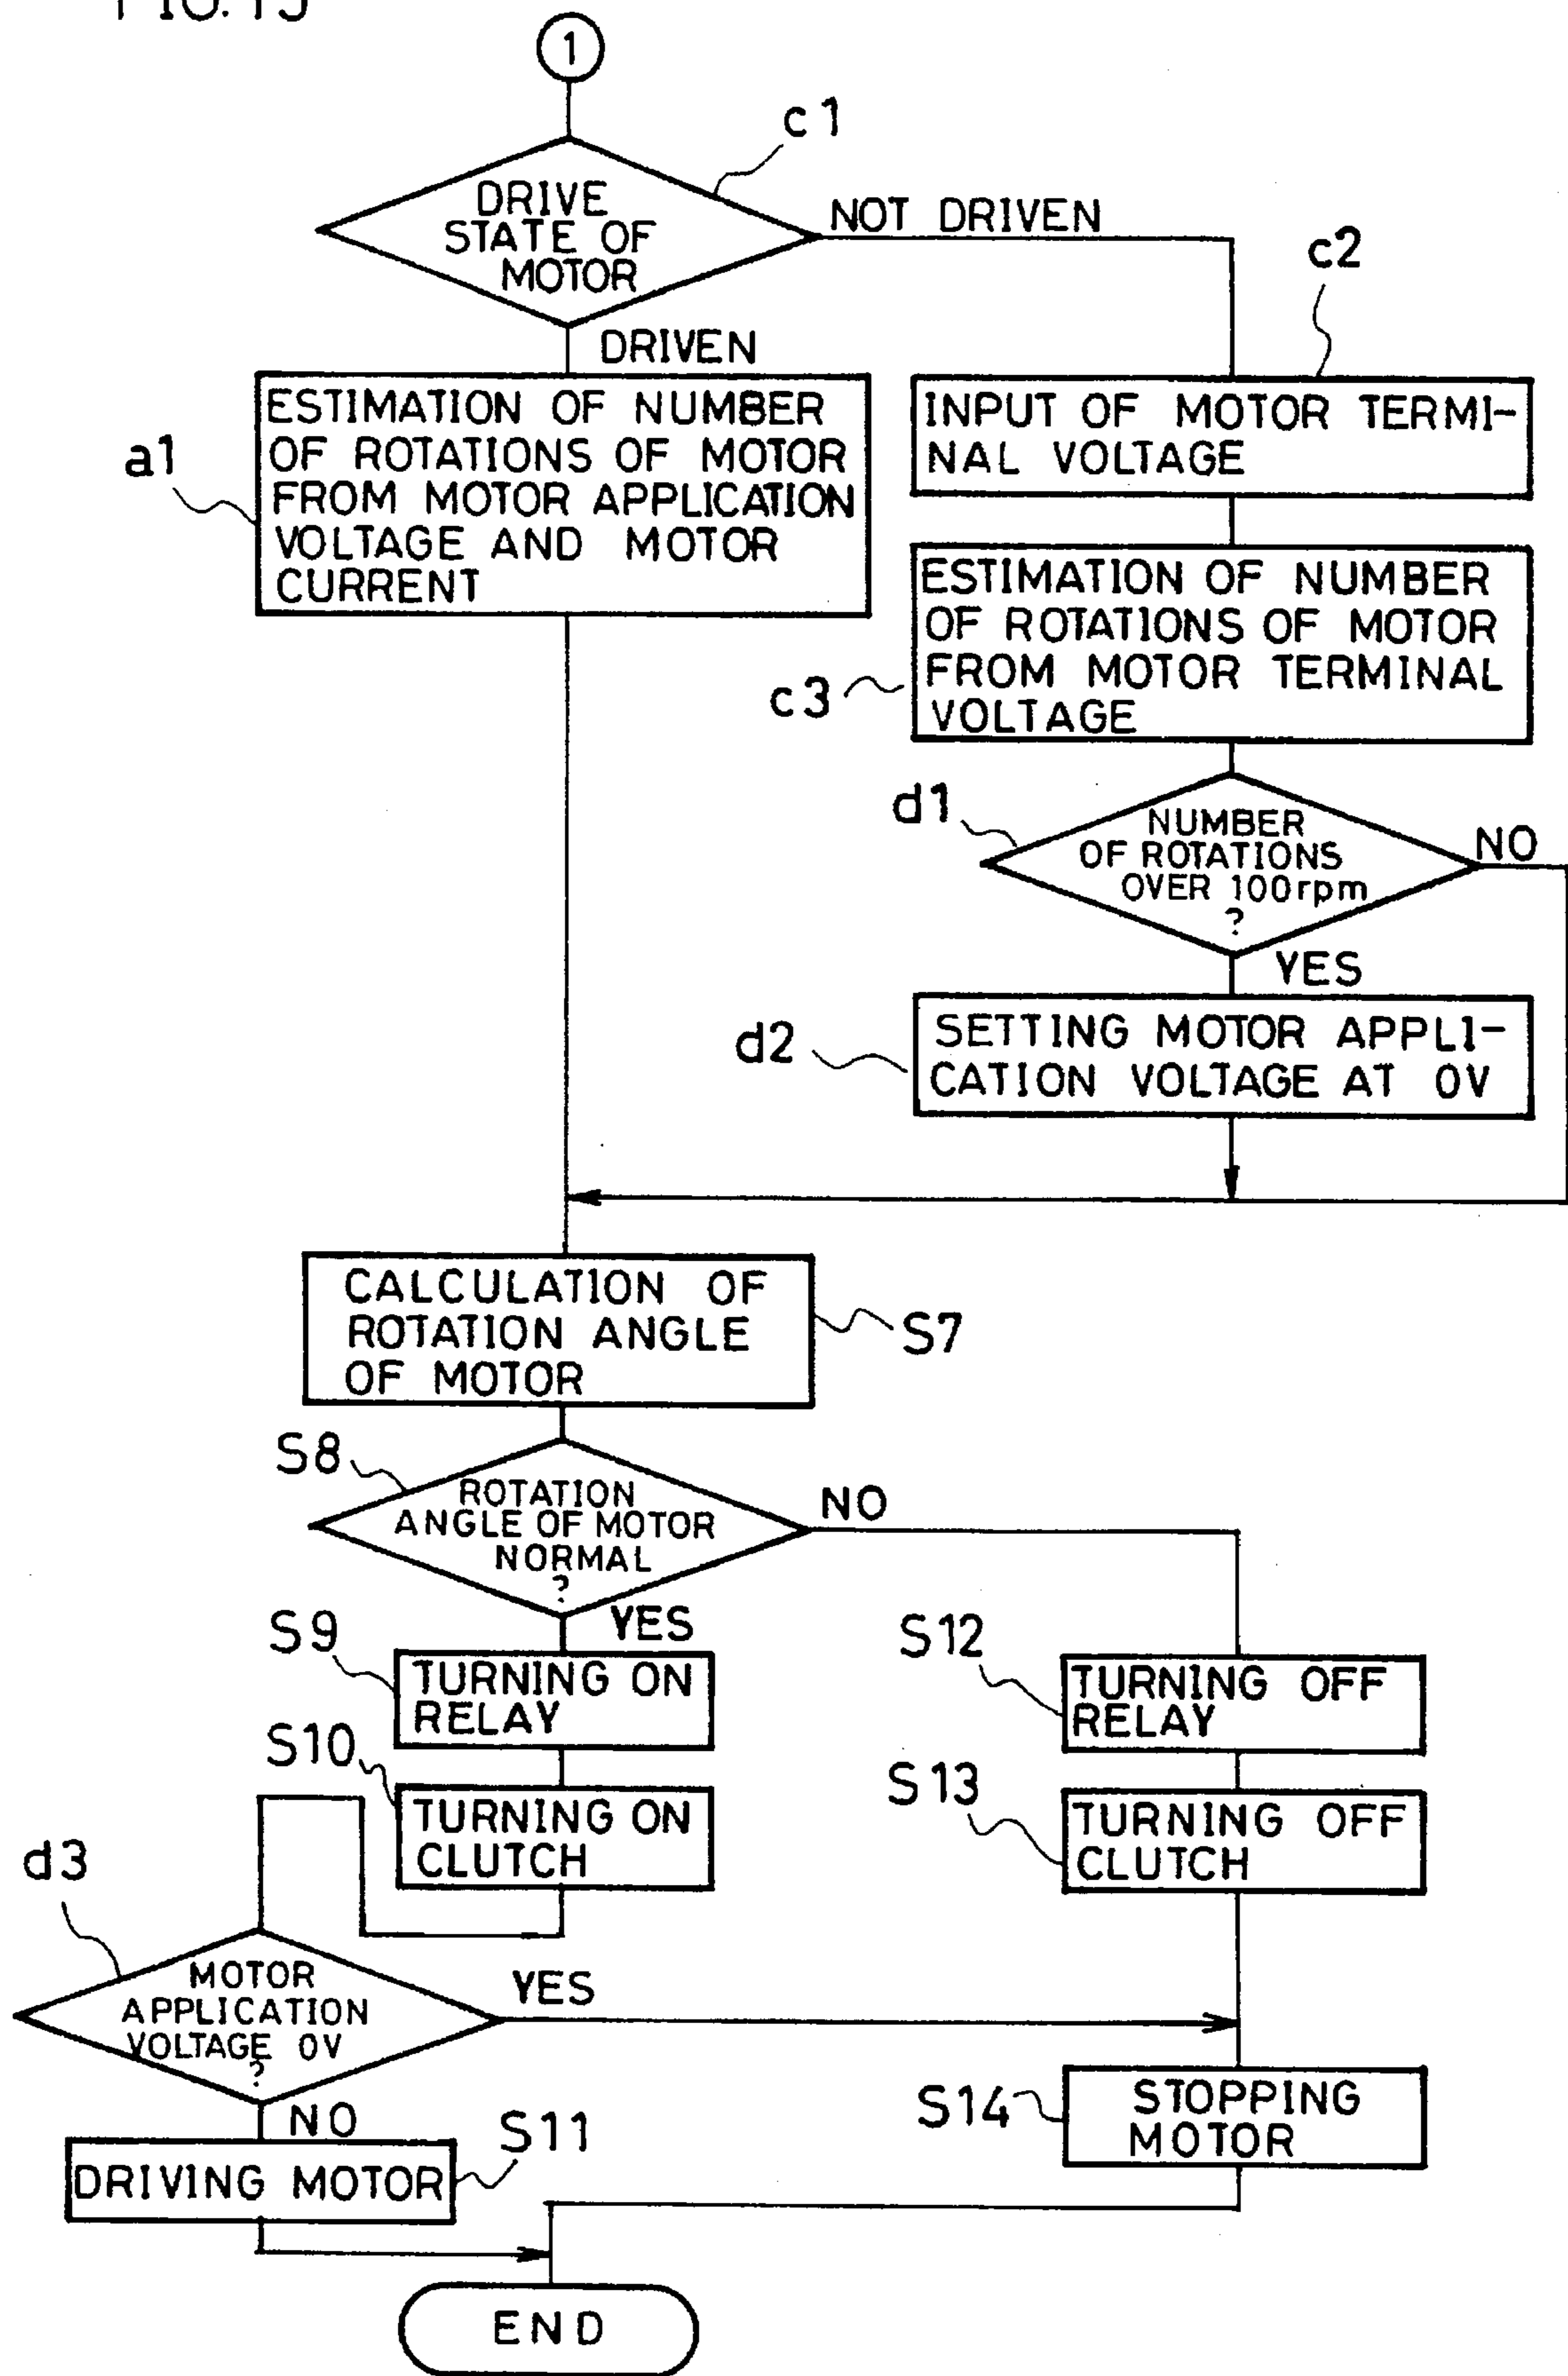 FIG. 15
1
c1
DRIVE
STATE OF
MOTOR
NOT DRIVEN
c2
DRIVEN
a1
ESTIMATION OF NUMBER
OF ROTATIONS OF MOTOR
FROM MOTOR APPLICATION
VOLTAGE AND MOTOR
CURRENT
INPUT OF MOTOR TERMI-
NAL VOLTAGE
c3
ESTIMATION OF NUMBER
OF ROTATIONS OF MOTOR
FROM MOTOR TERMINAL
VOLTAGE
d1
NUMBER
OF ROTATIONS
OVER 100rpm
?
NO
YES
d2
SETTING MOTOR APPLI-
CATION VOLTAGE AT 0V
CALCULATION OF
ROTATION ANGLE
OF MOTOR
S7
S8
ROTATION
ANGLE OF MOTOR
NORMAL
?
NO
YES
S9
TURNING ON
RELAY
S12
TURNING OFF
RELAY
S10
TURNING ON
CLUTCH
S13
TURNING OFF
CLUTCH
d3
MOTOR
APPLICATION
VOLTAGE 0V
?
YES
NO
S11
DRIVING MOTOR
S14
STOPPING
MOTOR
END